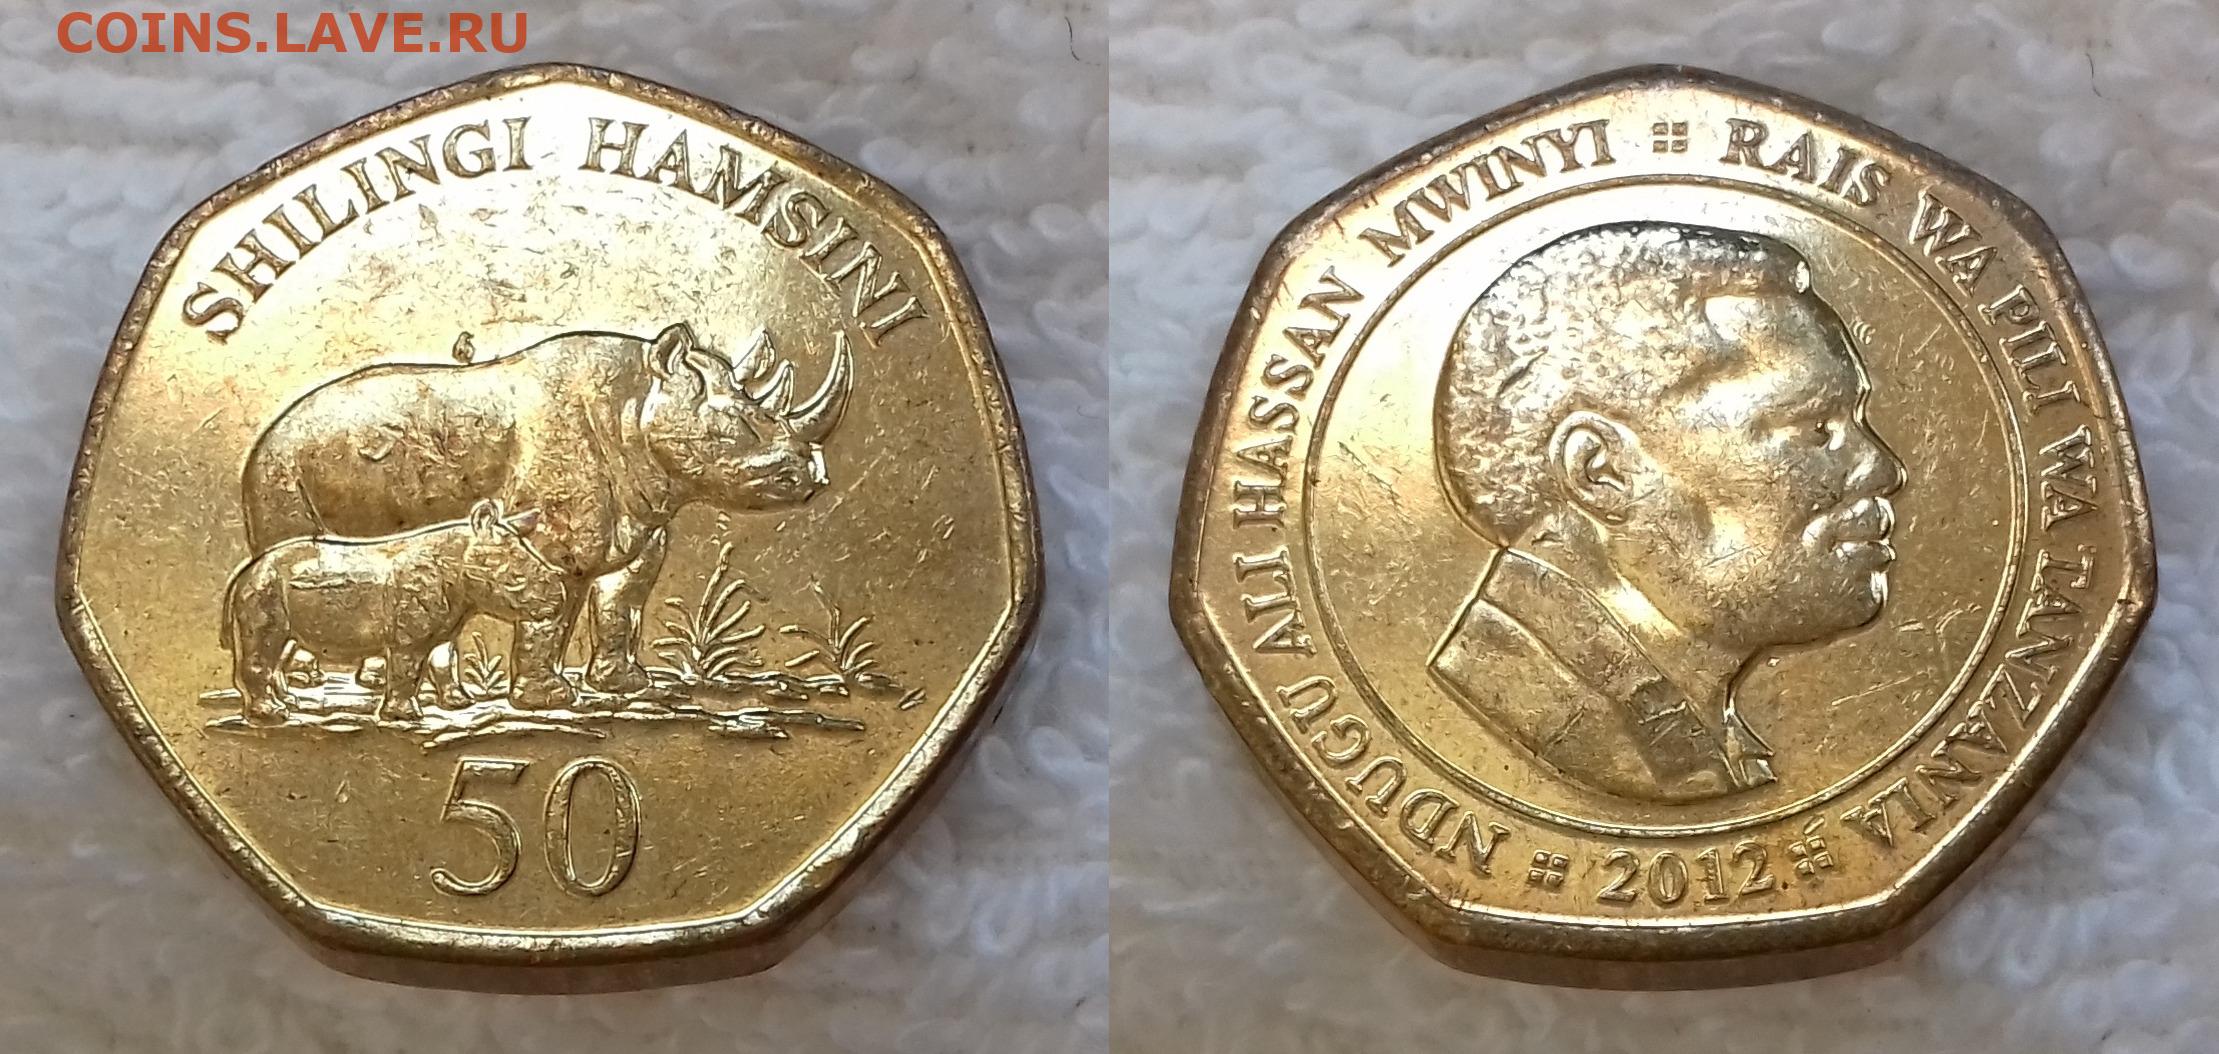 COINS.LAVE.RU
SHILINGI HAMSINI
50
NDUGU ALI HASSAN MWINYI RAIS WA PILI WA TANZANIA
2012